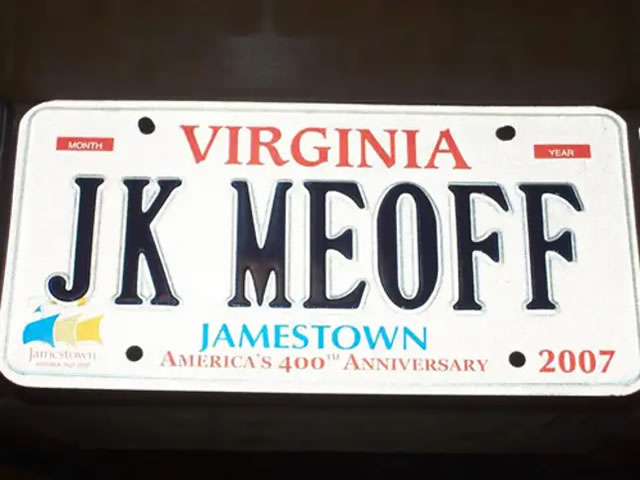 VIRGINIA
MONTH
YEAR
JK MEOFF
Jamestown
JAMESTOWN
AMERICA'S 400TH ANNIVERSARY
2007